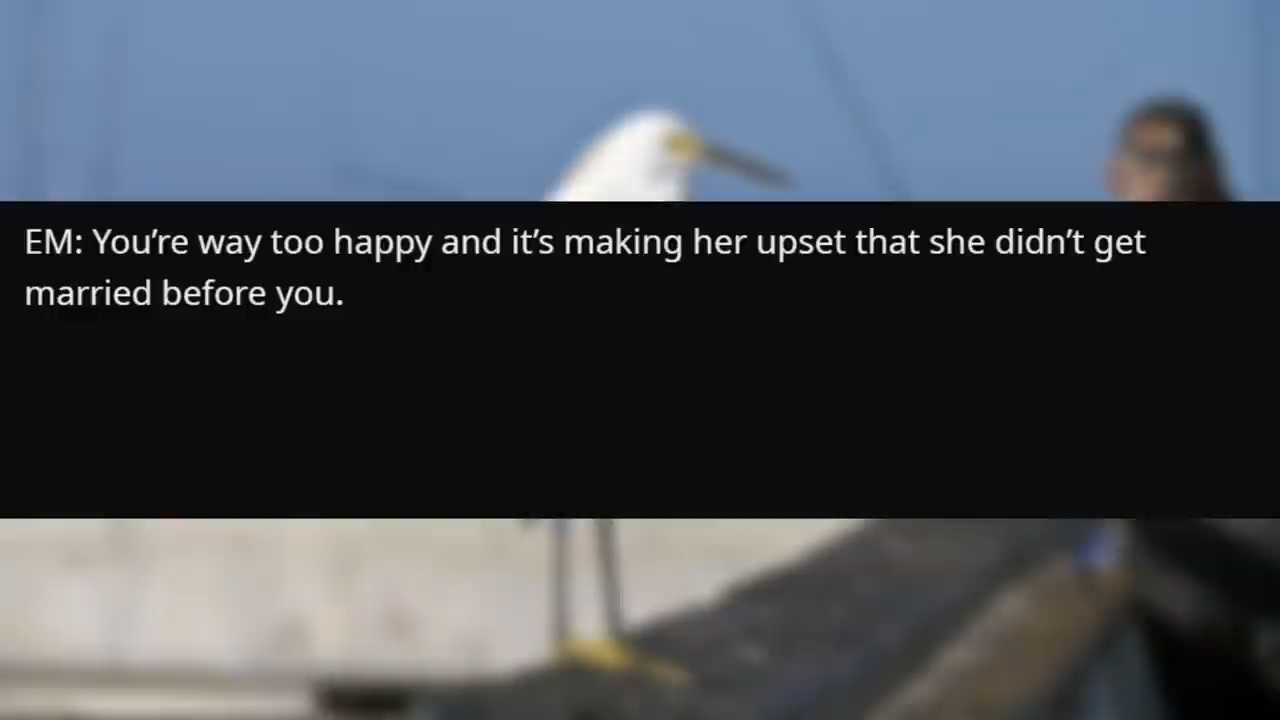 EM: You’re way too happy and it’s making her upset that she didn’t get
married before you.